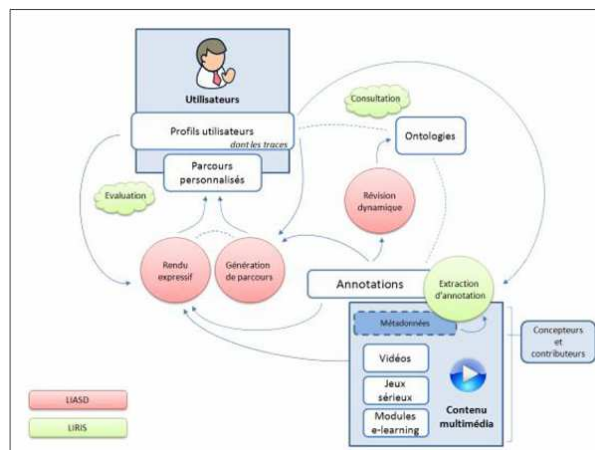 Utilisateurs
Profils utilisateurs
dont les traces
Parcours
personnalisés
Consultation
Ontologies
Evaluation
Révision
dynamique
Rendu
expressif
Génération
de parcours
Annotations
Extraction
d'annotation
Métadonnées
Vidéos
Jeux
sérieux
Modules
e-learning
Contenu
multimédia
Concepteurs
et
contributeurs
LIASD
LIRIS